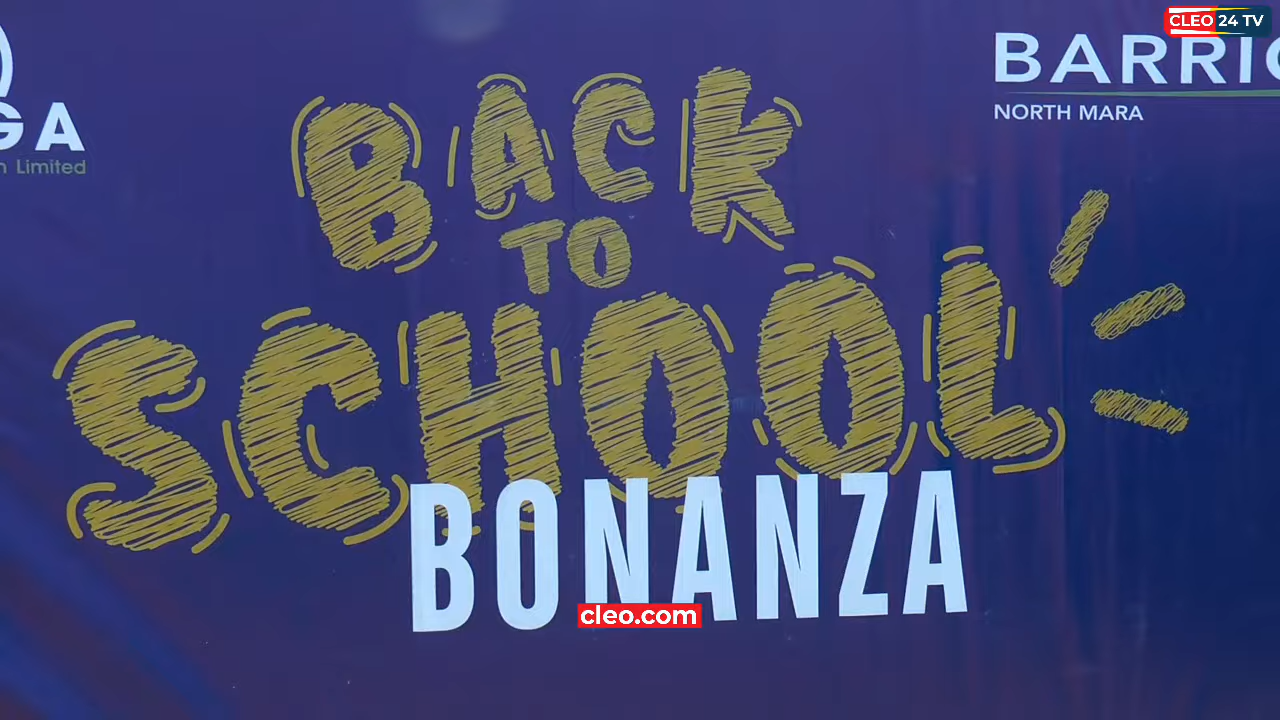 CLEO 24 TV
GA
n Limited
BARRIC
NORTH MARA
BACK
TO
SCHOOL
BONANZA
cleo.com